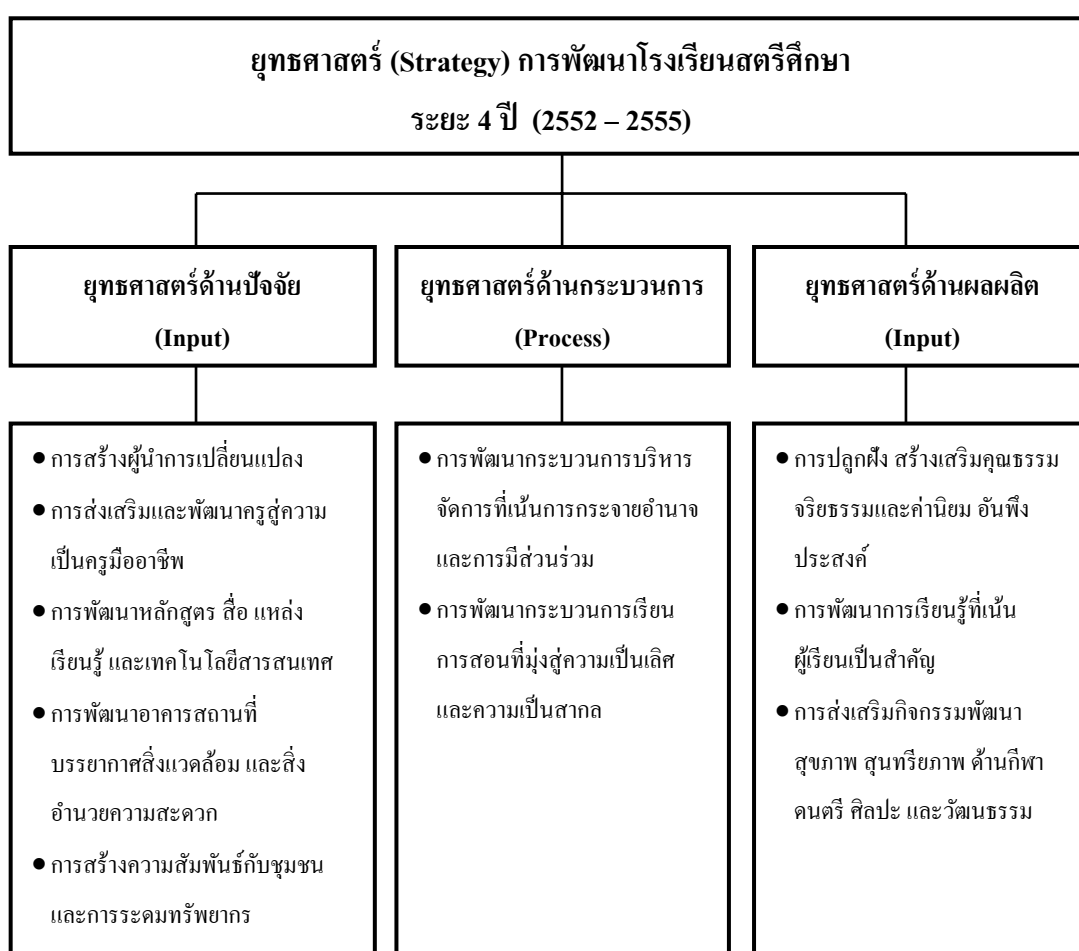 ยุทธศาสตร์ (Strategy) การพัฒนาโรงเรียนสตรีศึกษา
ระยะ 4 ปี (2552 – 2555)
ยุทธศาสตร์ด้านปัจจัย
(Input)
ยุทธศาสตร์ด้านกระบวนการ
(Process)
ยุทธศาสตร์ด้านผลผลิต
(Input)
● การสร้างผู้นำการเปลี่ยนแปลง
● การส่งเสริมและพัฒนาครูสู่ความ
เป็นครูมืออาชีพ
● การพัฒนาหลักสูตร สื่อ แหล่ง
เรียนรู้ และเทคโนโลยีสารสนเทศ
● การพัฒนาอาคารสถานที่
บรรยากาศสิ่งแวดล้อม และสิ่ง
อำนวยความสะดวก
● การสร้างความสัมพันธ์กับชุมชน
และการระดมทรัพยากร
● การพัฒนากระบวนการบริหาร
จัดการที่เน้นการกระจายอำนาจ
และการมีส่วนร่วม
● การพัฒนากระบวนการเรียน
การสอนที่มุ่งสู่ความเป็นเลิศ
และความเป็นสากล
● การปลูกฝัง สร้างเสริมคุณธรรม
จริยธรรมและค่านิยม อันพึง
ประสงค์
● การพัฒนาการเรียนรู้ที่เน้น
ผู้เรียนเป็นสำคัญ
● การส่งเสริมกิจกรรมพัฒนา
สุขภาพ สุนทรียภาพ ด้านกีฬา
ดนตรี ศิลปะ และวัฒนธรรม